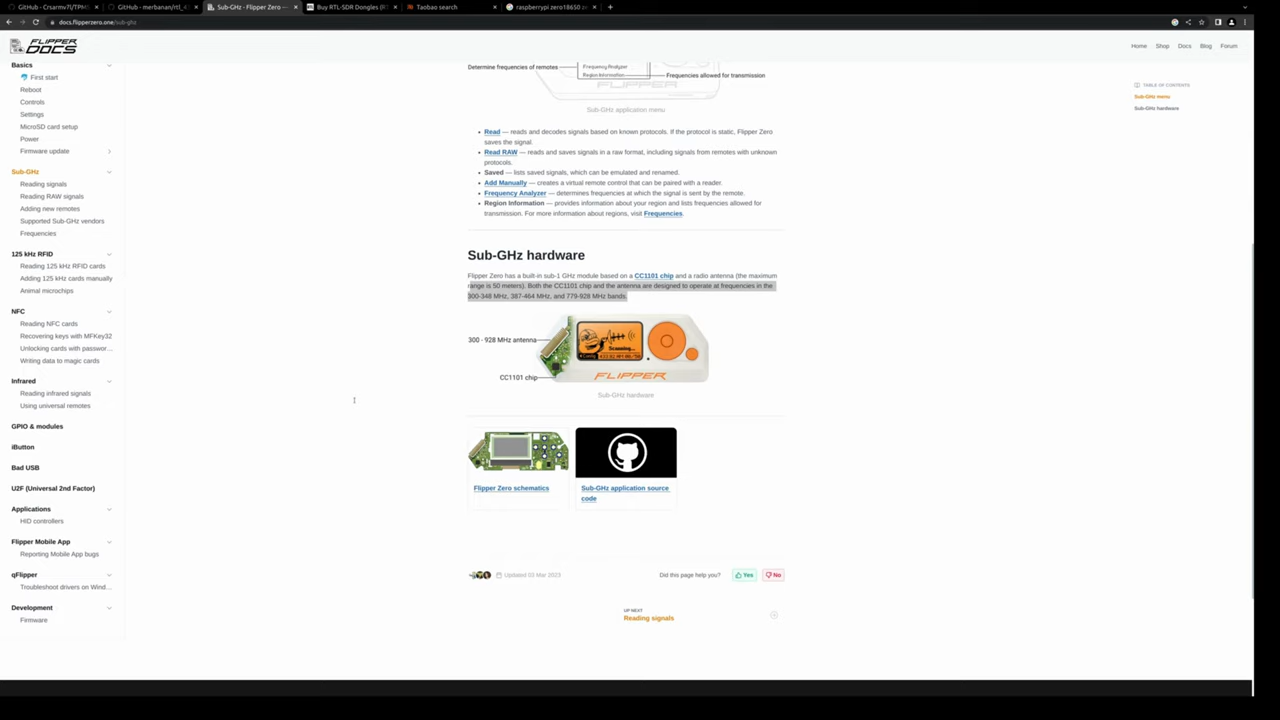 GitHub - Crsarmv7l/TPM
GitHub - merbanan/rtl_4
Sub-GHz - Flipper Zero —
Buy RTL-SDR Dongles (R
Taobao search
raspberrypi zero18650 zn
docs.flipperzero.one/sub-ghz
FLIPPER
DOCS
Home
Shop
Docs
Blog
Forum
Basics
First start
Reboot
Controls
Settings
MicroSD card setup
Power
Firmware update
Sub-GHz
Reading signals
Reading RAW signals
Adding new remotes
Supported Sub-GHz vendors
Frequencies
125 kHz RFID
Reading 125 kHz RFID cards
Adding 125 kHz cards manually
Animal microchips
NFC
Reading NFC cards
Recovering keys with MFKey32
Unlocking cards with passwor...
Writing data to magic cards
Infrared
Reading infrared signals
Using universal remotes
GPIO & modules
iButton
Bad USB
U2F (Universal 2nd Factor)
Applications
HID controllers
Flipper Mobile App
Reporting Mobile App bugs
qFlipper
Troubleshoot drivers on Wind...
Development
Firmware
Determine frequencies of remotes
Frequency Analyzer
Region Information
Frequencies allowed for transmission
FLIPPER
Sub-GHz application menu
• Read — reads and decodes signals based on known protocols. If the protocol is static, Flipper Zero
saves the signal.
• Read RAW — reads and saves signals in a raw format, including signals from remotes with unknown
protocols.
• Saved — lists saved signals, which can be emulated and renamed.
• Add Manually — creates a virtual remote control that can be paired with a reader.
• Frequency Analyzer — determines frequencies at which the signal is sent by the remote.
• Region Information — provides information about your region and lists frequencies allowed for
transmission. For more information about regions, visit Frequencies.
Sub-GHz hardware
Flipper Zero has a built-in sub-1 GHz module based on a CC1101 chip and a radio antenna (the maximum
range is 50 meters). Both the CC1101 chip and the antenna are designed to operate at frequencies in the
300-348 MHz, 387-464 MHz, and 779-928 MHz bands.
300 - 928 MHz antenna
Scanning...
CC1101 chip
FLIPPER
Sub-GHz hardware
Flipper Zero schematics
Sub-GHz application source
code
Updated 03 Mar 2023
Did this page help you?
Yes
No
UP NEXT
Reading signals
TABLE OF CONTENTS
Sub-GHz menu
Sub-GHz hardware